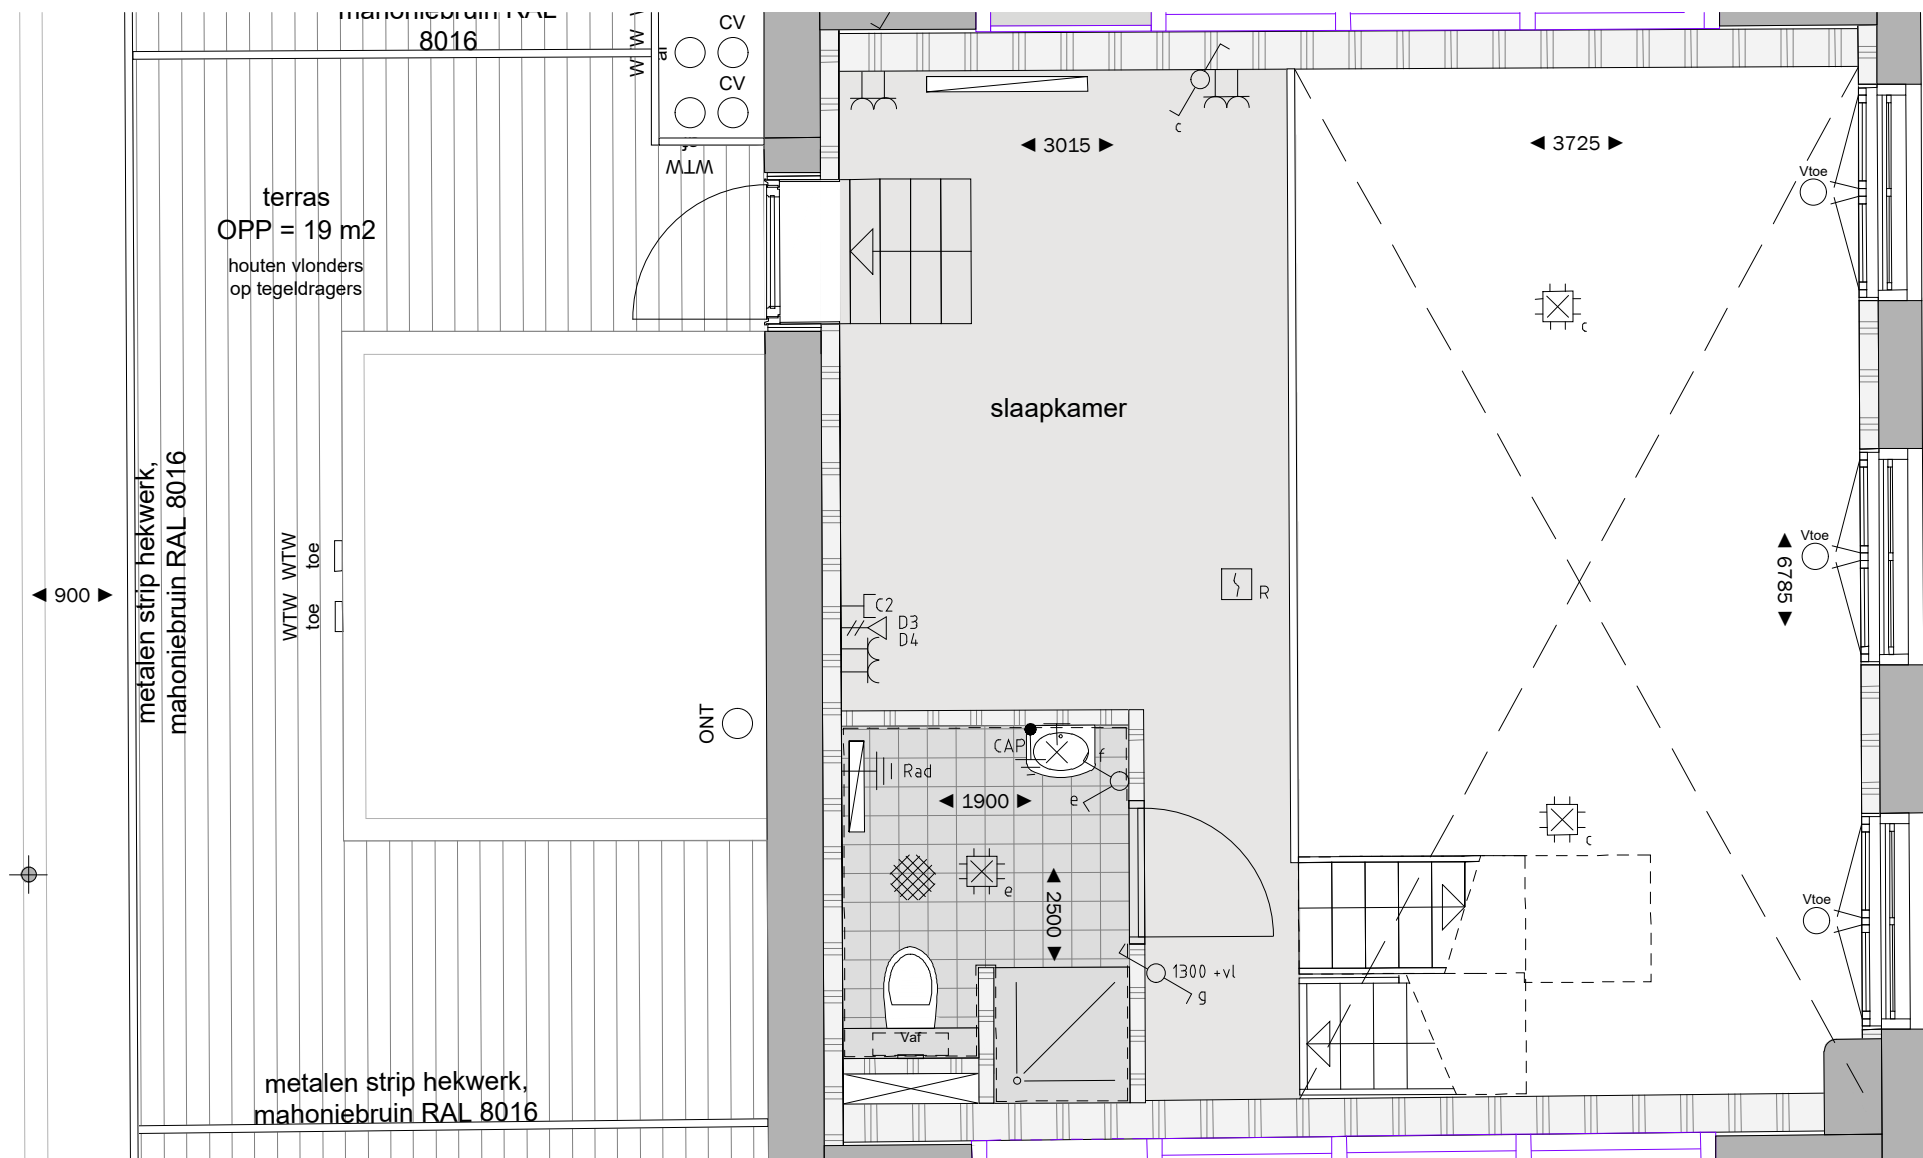 mahoniebruin RAL
8016
CV
CV
WTW
terras
OPP = 19 m2
houten vlonders
op tegeldragers
metalen strip hekwerk,
mahoniebruin RAL 8016
900
WTW
toe
WTW
toe
ONT
metalen strip hekwerk,
mahoniebruin RAL 8016
3015
c
slaapkamer
R
C2
D3
D4
CAP
f
e
Rad
1900
e
2500
1300 +vl
g
Vaf
3725
Vtoe
c
Vtoe
6785
c
Vtoe